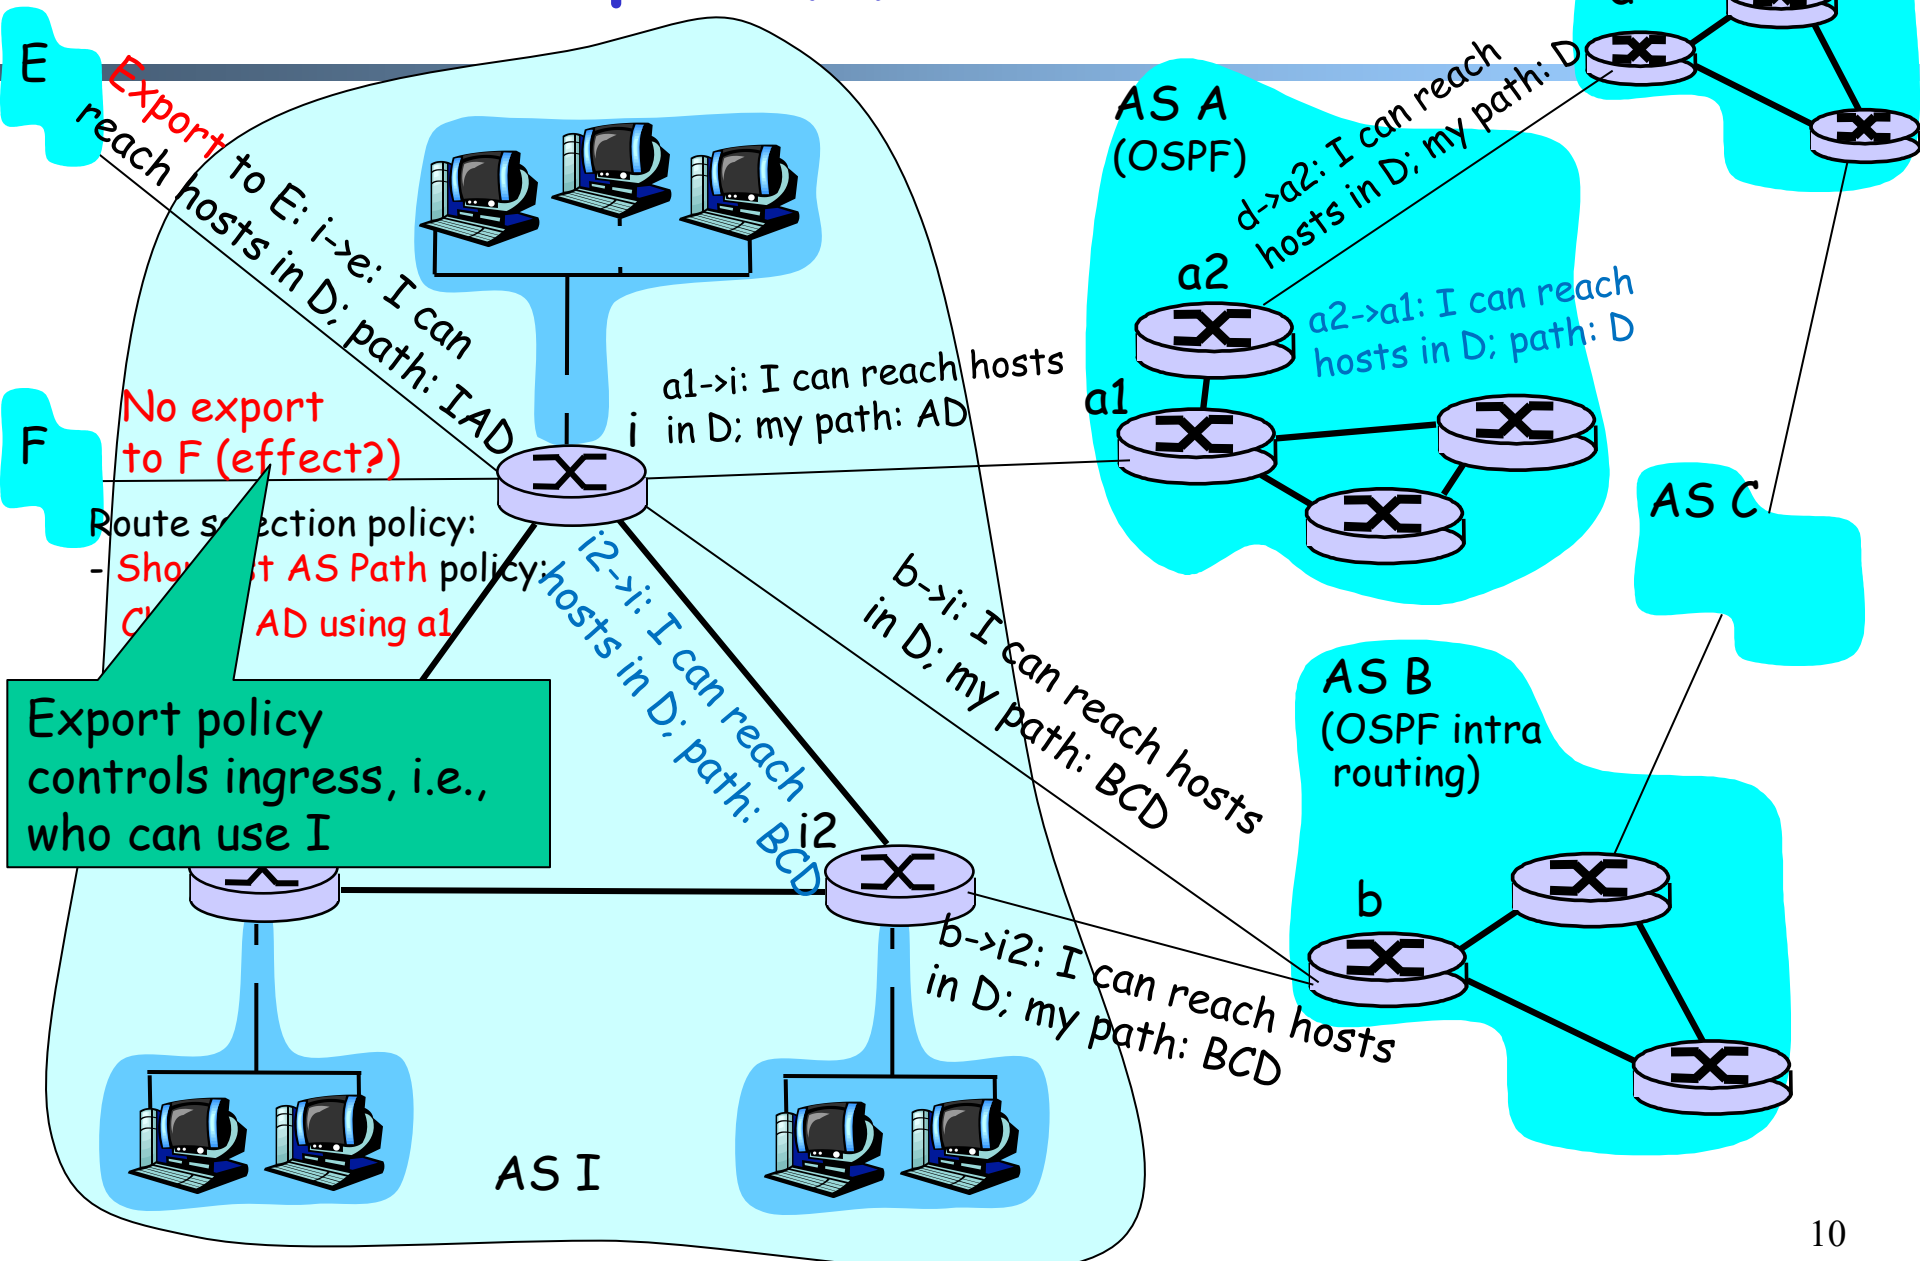 E
Export to E: i->e: I can
reach hosts in D; path: IAD
F
No export
to F (effect?)
Route selection policy:
- Shortest AS Path policy:
AD using a1
Export policy
controls ingress, i.e.,
who can use I
i
a1->i: I can reach hosts
in D; my path: AD
i2->i: I can reach
hosts in D; path: BCD
i2
b->i: I can reach hosts
in D; my path: BCD
b->i2: I can reach hosts
in D; my path: BCD
AS I
AS A
(OSPF)
d->a2: I can reach
hosts in D; my path: D
a2
a2->a1: I can reach
hosts in D; path: D
a1
AS C
AS B
(OSPF intra
routing)
b
10